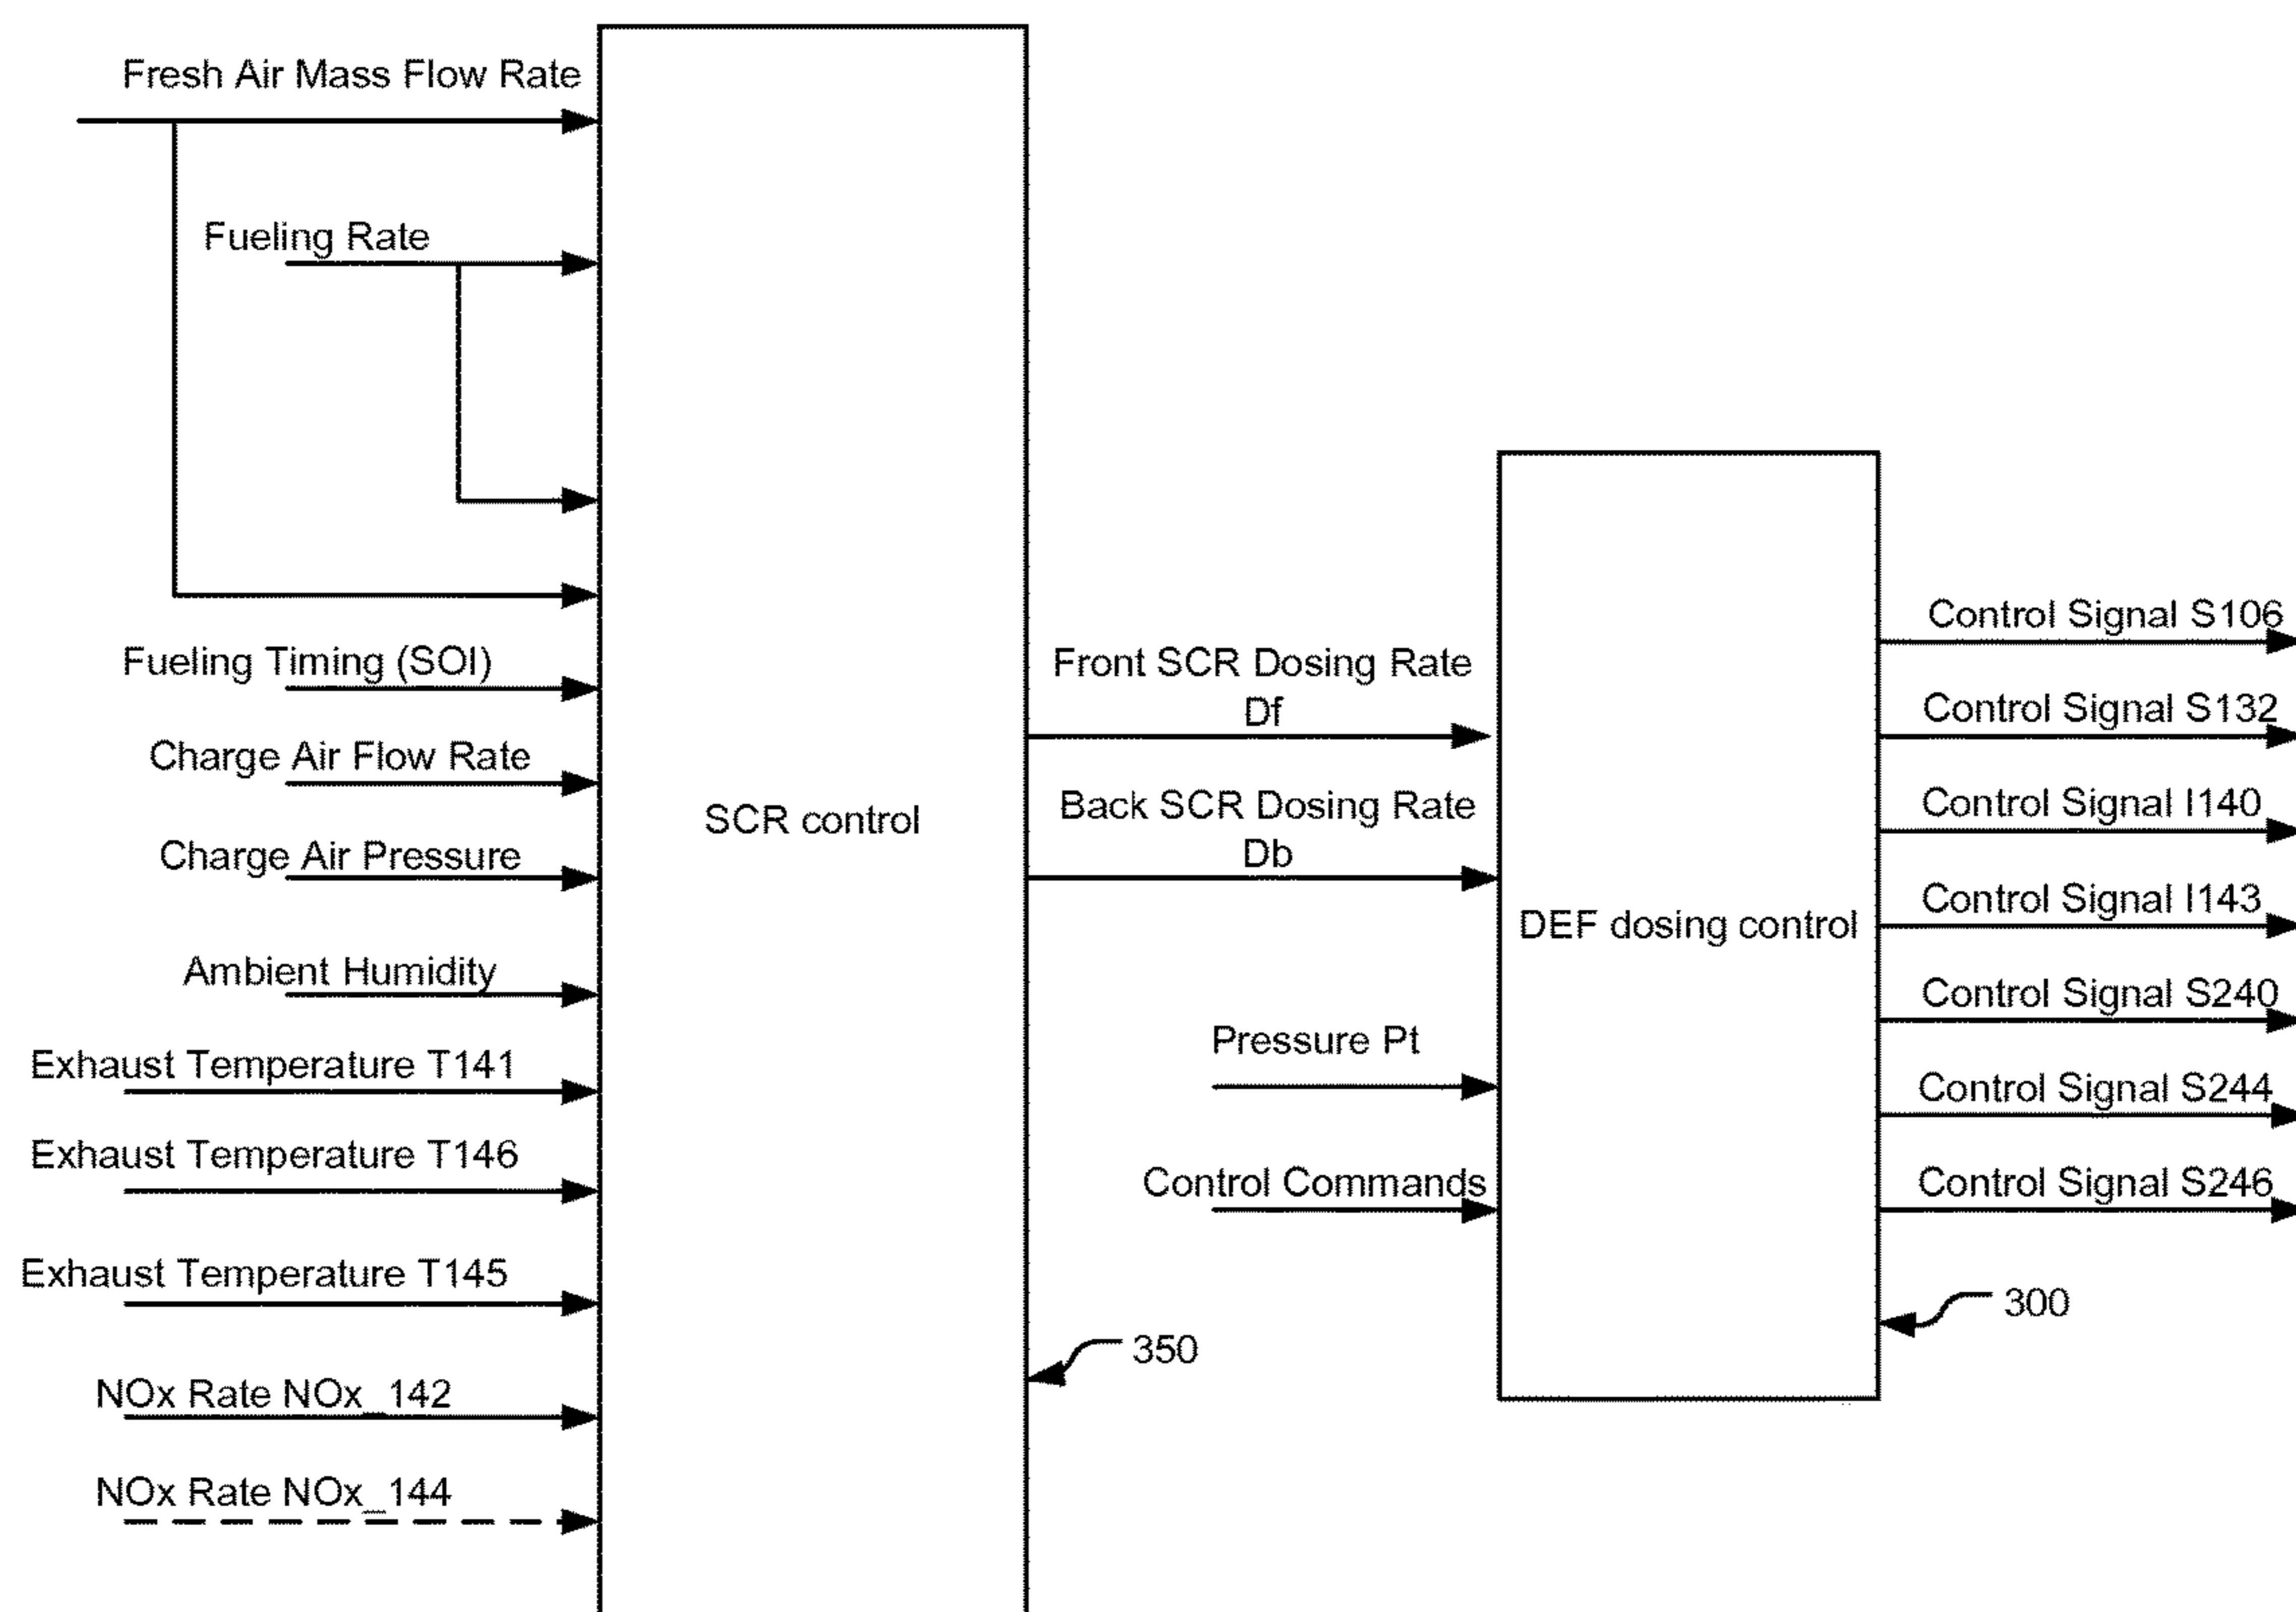 Fresh Air Mass Flow Rate
Fueling Rate
Fueling Timing (SOI)
Charge Air Flow Rate
Charge Air Pressure
Ambient Humidity
Exhaust Temperature T141
Exhaust Temperature T146
Exhaust Temperature T145
NOx Rate NOx_142
NOx Rate NOx_144
SCR control
350
Front SCR Dosing Rate
Df
Back SCR Dosing Rate
Db
Pressure Pt
Control Commands
DEF dosing control
300
Control Signal S106
Control Signal S132
Control Signal I140
Control Signal I143
Control Signal S240
Control Signal S244
Control Signal S246